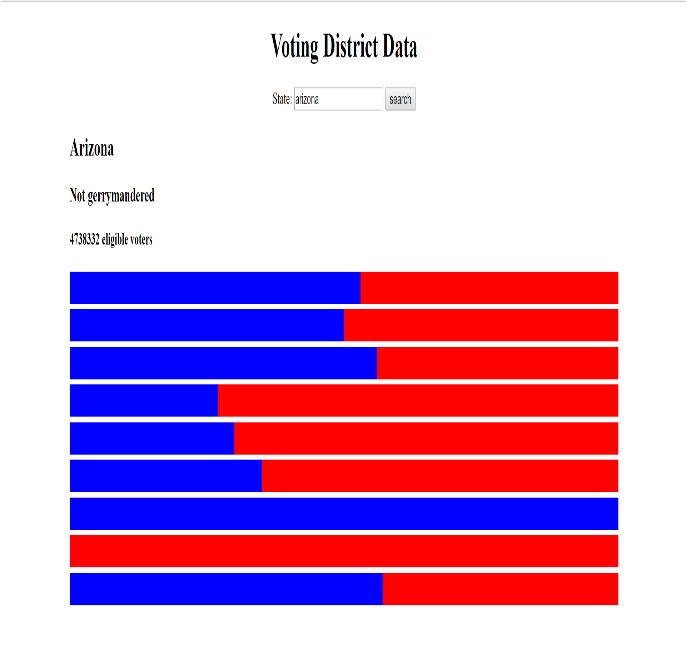 Voting District Data
State: arizona search
Arizona
Not gerrymandered
4738332 eligible voters